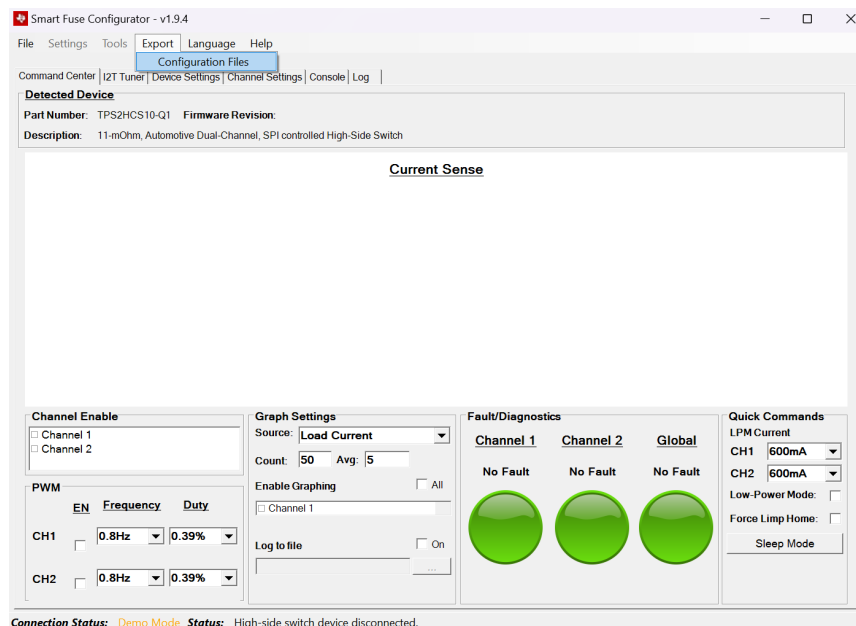 Smart Fuse Configurator - v1.9.4
File Settings Tools Export Language Help
Configuration Files
Command Center I2T Tuner Device Settings Channel Settings Console Log
Detected Device
Part Number: TPS2HCS10-Q1 Firmware Revision:
Description: 11-mOhm, Automotive Dual-Channel, SPI controlled High-Side Switch
Current Sense
Channel Enable
Channel 1
Channel 2
PWM
EN Frequency Duty
CH1 0.8Hz 0.39%
CH2 0.8Hz 0.39%
Graph Settings
Source: Load Current
Count: 50 Avg: 5
Enable Graphing All
Channel 1
Log to file On
...
Fault/Diagnostics
Channel 1 Channel 2 Global
No Fault No Fault No Fault
Quick Commands
LPM Current
CH1 600mA
CH2 600mA
Low-Power Mode:
Force Limp Home:
Sleep Mode
Connection Status: Demo Mode Status: High-side switch device disconnected.